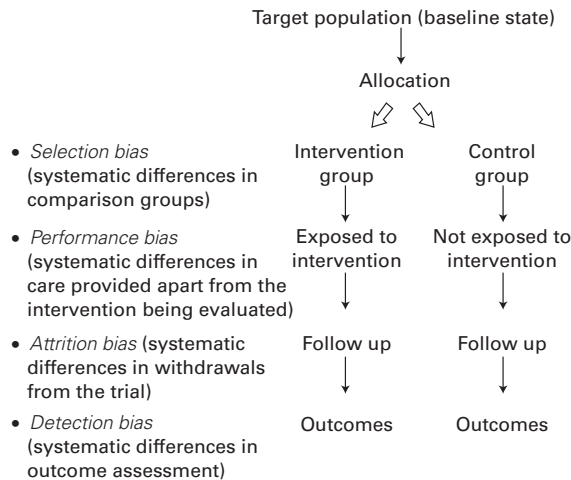 Target population (baseline state)
Allocation
• Selection bias
(systematic differences in
comparison groups)
Intervention
group
Control
group
• Performance bias
(systematic differences in
care provided apart from the
intervention being evaluated)
Exposed to
intervention
Not exposed to
intervention
• Attrition bias (systematic
differences in withdrawals
from the trial)
Follow up
Follow up
• Detection bias
(systematic differences in
outcome assessment)
Outcomes
Outcomes